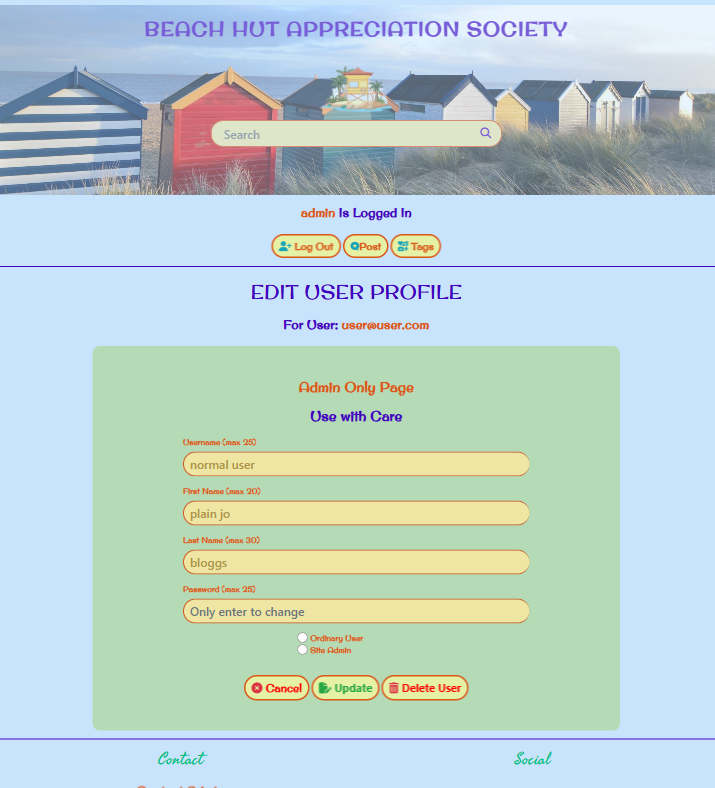 BEACH HUT APPRECIATION SOCIETY
Search
admin Is Logged In
Log Out Post Tags
EDIT USER PROFILE
For User: user@user.com
Admin Only Page
Use with Care
Username (max 25)
normal user
First Name (max 20)
plain jo
Last Name (max 30)
bloggs
Password (max 25)
Only enter to change
Ordinary User
Site Admin
Cancel Update Delete User
Contact Social